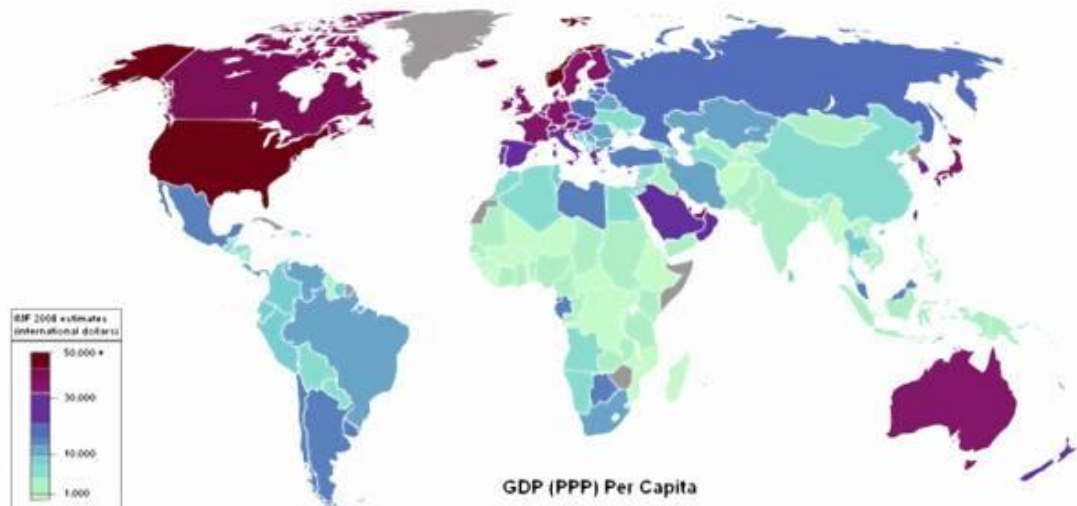 IMF 2008 estimates
(international dollars)
50,000 +
30,000
10,000
1,000
GDP (PPP) Per Capita